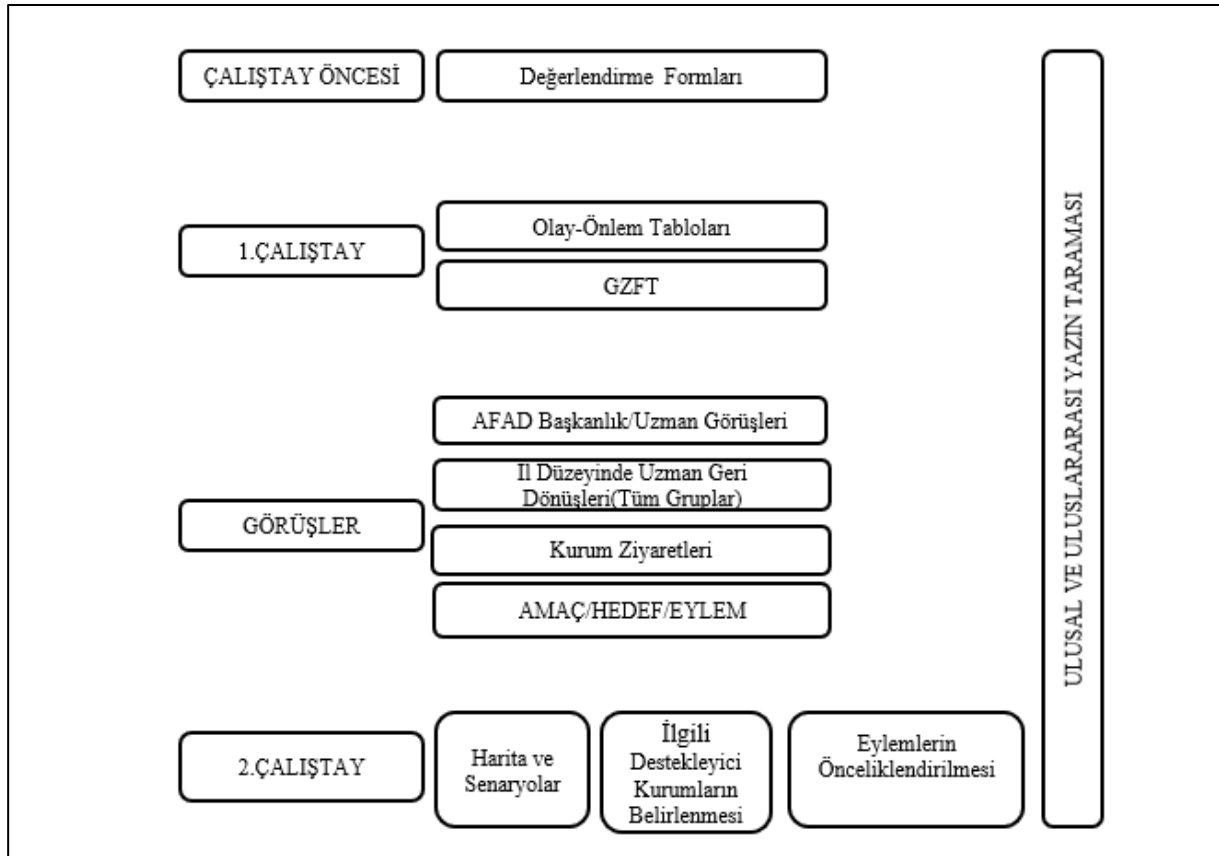 ÇALIŞTAY ÖNCESİ
Değerlendirme Formları
1.ÇALIŞTAY
Olay-Önlem Tabloları
GZFT
GÖRÜŞLER
AFAD Başkanlık/Uzman Görüşleri
Il Düzeyinde Uzman Geri
Dönüşleri(Tüm Gruplar)
Kurum Ziyaretleri
AMAÇ/HEDEF/EYLEM
2.ÇALIŞTAY
Harita ve
Senaryolar
İlgili
Destekleyici
Kurumların
Belirlenmesi
Eylemlerin
Önceliklendirilmesi
ULUSAL VE ULUSLARARASI YAZIN TARAMASI